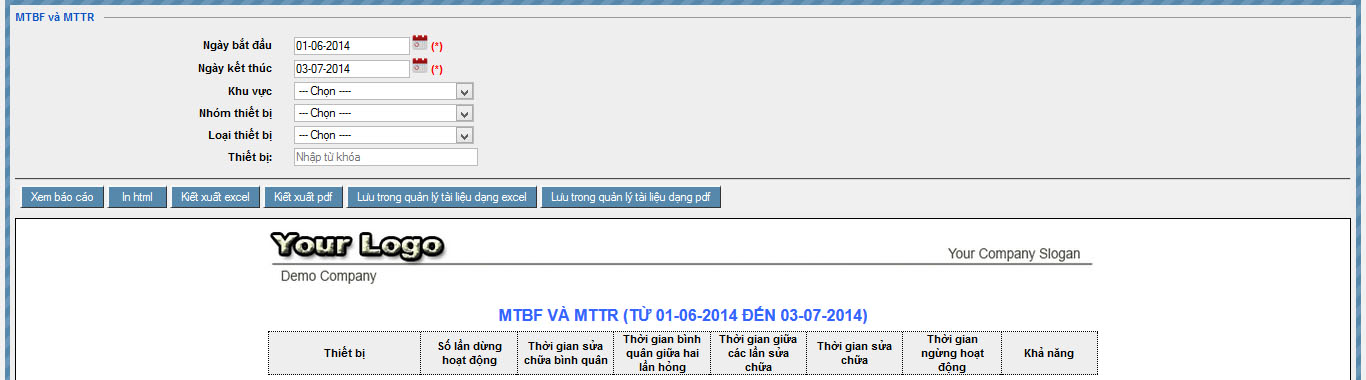 MTBF và MTTR
Ngày bắt đầu 01-06-2014 (*)
Ngày kết thúc 03-07-2014 (*)
Khu vực --- Chọn ----
Nhóm thiết bị --- Chọn ----
Loại thiết bị --- Chọn ----
Thiết bị: Nhập từ khóa
Xem báo cáo In html Kiết xuất excel Kiết xuất pdf Lưu trong quản lý tài liệu dạng excel Lưu trong quản lý tài liệu dạng pdf
Your Logo
Your Company Slogan
Demo Company
MTBF VÀ MTTR (TỪ 01-06-2014 ĐẾN 03-07-2014)
Thiết bị
Số lần dừng
hoạt động
Thời gian sửa
chữa bình quân
Thời gian bình
quân giữa hai
lần hỏng
Thời gian giữa
các lần sửa
chữa
Thời gian sửa
chữa
Thời gian
ngừng hoạt
động
Khả năng